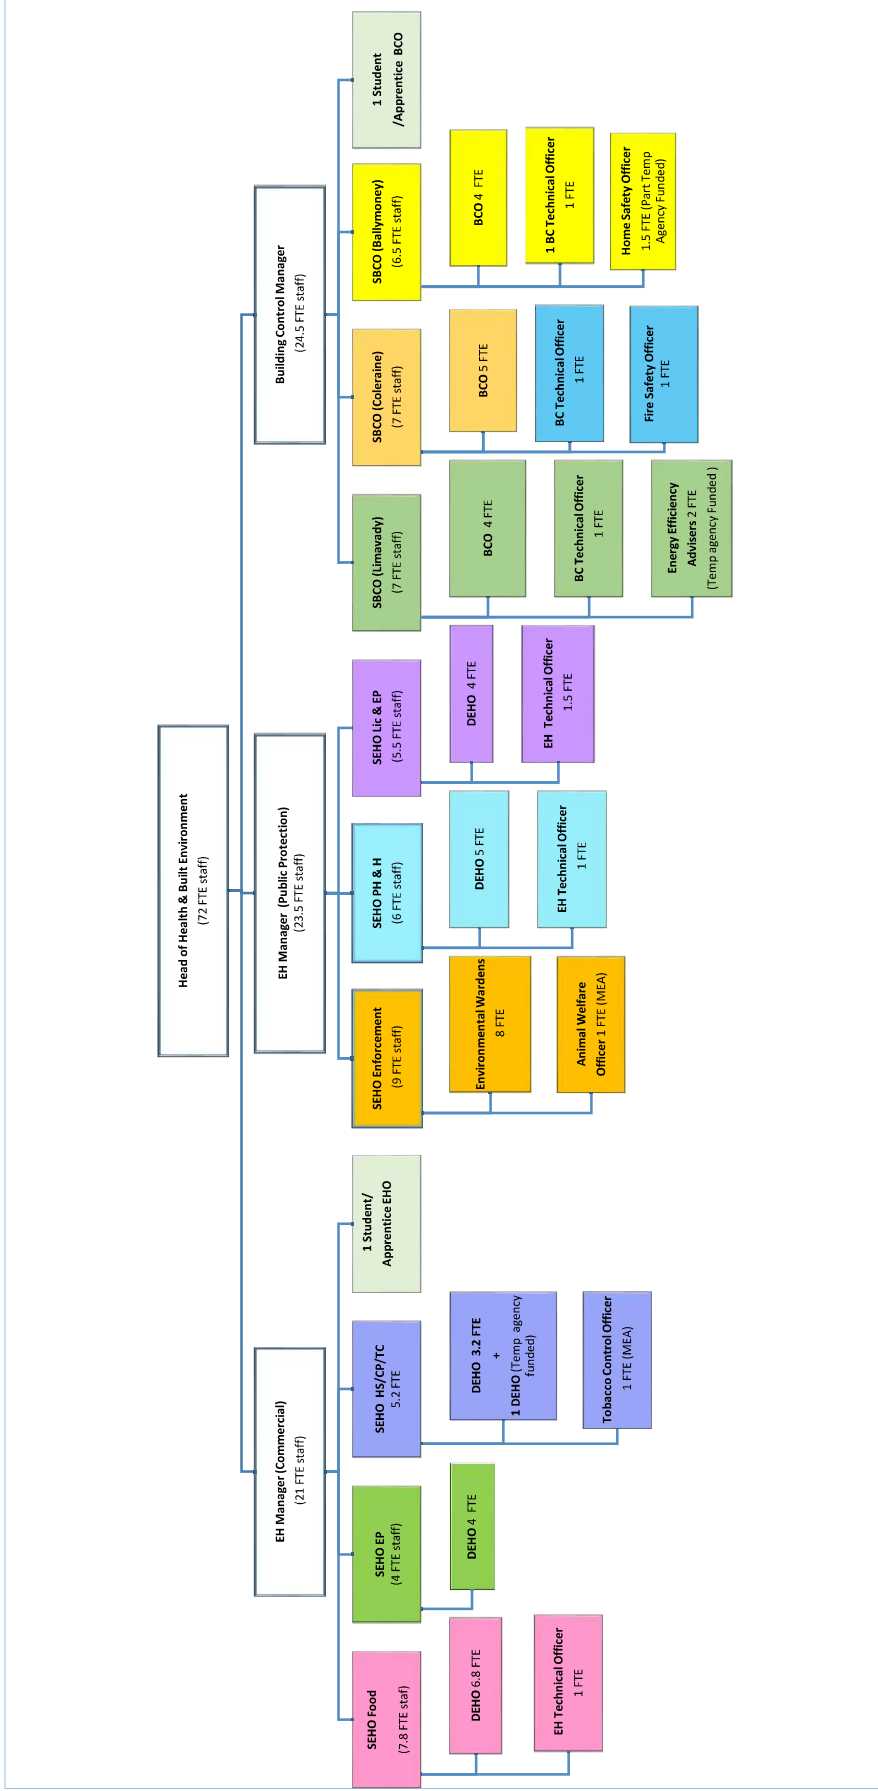 Head of Health & Built Environment
(72 FTE staff)
EH Manager (Commercial)
(21 FTE staff)
EH Manager (Public Protection)
(23.5 FTE staff)
Building Control Manager
(24.5 FTE staff)
SEHO Food
(7.8 FTE staf)
DEHO 6.8 FTE
EH Technical Officer
1 FTE
SEHO EP
(4 FTE staff)
DEHO 4 FTE
SEHO HS/CP/TC
5.2 FTE
DEHO 3.2 FTE
+
1 DEHO (Temp agency
funded)
Tobacco Control Officer
1 FTE (MEA)
1 Student/
Apprentice EHO
SEHO Enforcement
(9 FTE staff)
Environmental Wardens
8 FTE
Animal Welfare
Officer 1 FTE (MEA)
SEHO PH & H
(6 FTE staff)
DEHO 5 FTE
EH Technical Officer
1 FTE
SEHO Lic & EP
(5.5 FTE staff)
DEHO 4 FTE
EH Technical Officer
1.5 FTE
SBCO (Limavady)
(7 FTE staff)
BCO 4 FTE
BC Technical Officer
1 FTE
Energy Efficiency
Advisers 2 FTE
(Temp agency Funded )
SBCO (Coleraine)
(7 FTE staff)
BCO 5 FTE
BC Technical Officer
1 FTE
Fire Safety Officer
1 FTE
SBCO (Ballymoney)
(6.5 FTE staff)
BCO 4 FTE
1 BC Technical Officer
1 FTE
Home Safety Officer
1.5 FTE (Part Temp
Agency Funded)
1 Student
/Apprentice BCO